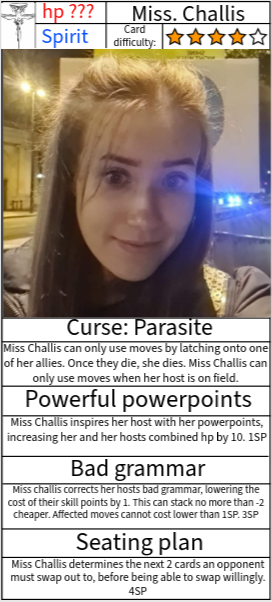 hp ???
Miss. Challis
Spirit
Card
difficulty:
Curse: Parasite
Miss Challis can only use moves by latching onto one
of her allies. Once they die, she dies. Miss Challis can
only use moves when her host is on field.
Powerful powerpoints
Miss Challis inspires her host with her powerpoints,
increasing her and her hosts combined hp by 10. 1SP
Bad grammar
Miss challis corrects her hosts bad grammar, lowering the
cost of their skill points by 1. This can stack no more than -2
cheaper. Affected moves cannot cost lower than 1SP. 3SP
Seating plan
Miss Challis determines the next 2 cards an opponent
must swap out to, before being able to swap willingly.
4SP